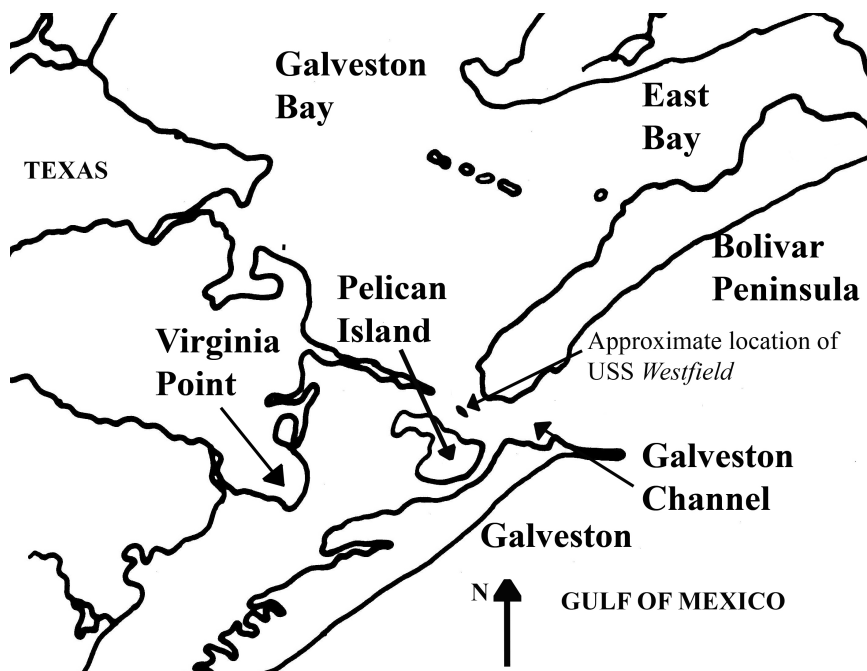 Galveston
Bay
East
Bay
TEXAS
Bolivar
Peninsula
Pelican
Island
Virginia
Point
Approximate location of
USS Westfield
Galveston
Channel
Galveston
N
GULF OF MEXICO